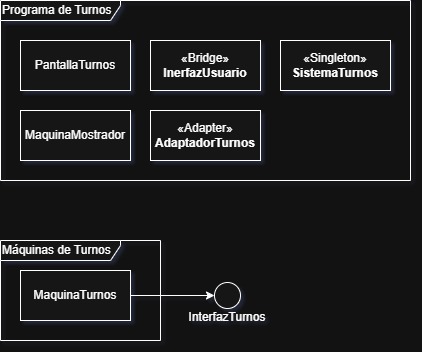 Programa de Turnos
PantallaTurnos
«Bridge»
InerfazUsuario
«Singleton»
SistemaTurnos
MaquinaMostrador
«Adapter»
AdaptadorTurnos
Máquinas de Turnos
MaquinaTurnos
InterfazTurnos